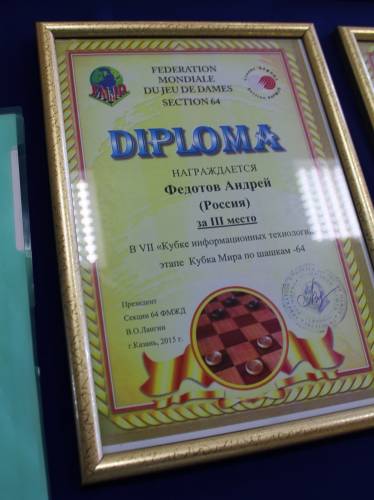 FEDERATION
MONDIALE
DU JEU DE DAMES
SECTION 64
DIPLOMA
НАГРАЖДАЕТСЯ
Федотов Андрей
(Россия)
за III место
В VII «Кубке информационных технологий»
этапе Кубка Мира по шашкам -64
Президент
Секции 64 ФМЖД
В.О.Лангин
г.Казань, 2015 г.